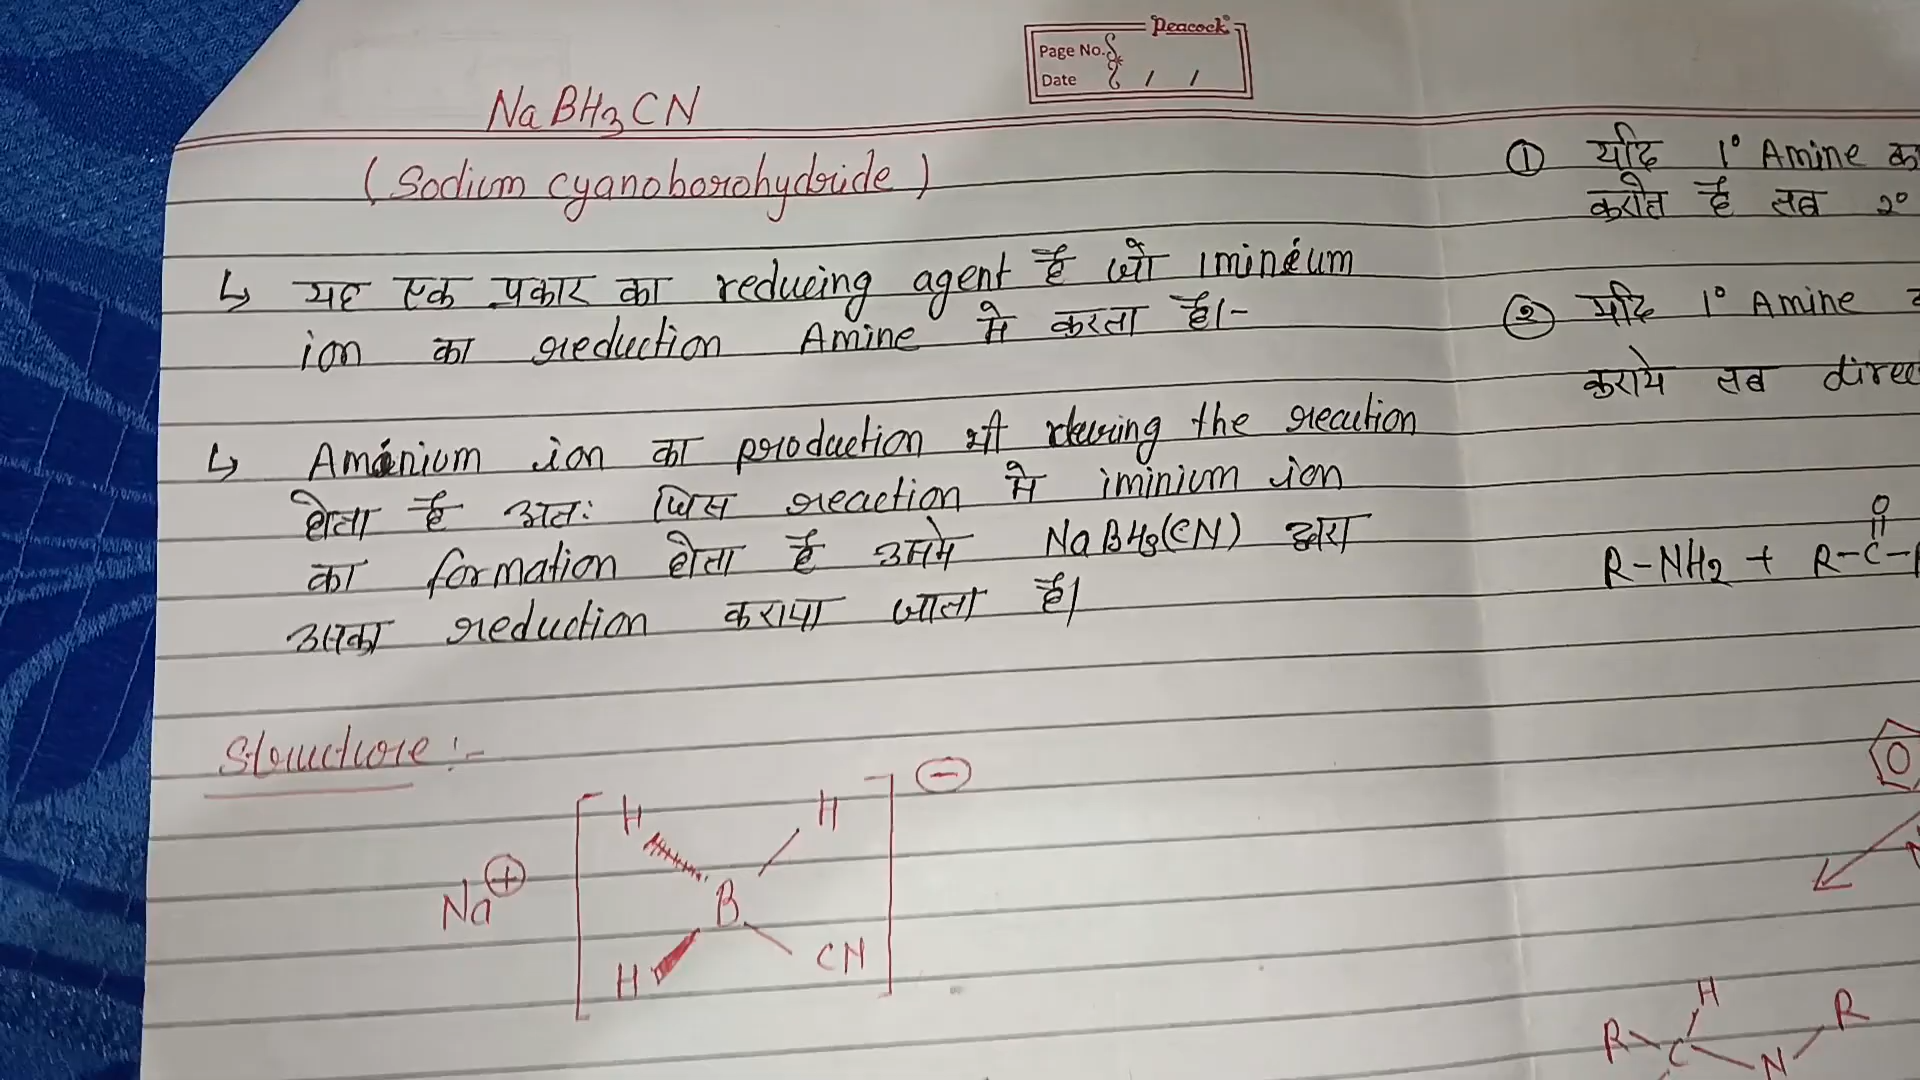 Peacock
Page No.
Date / /
NaBH3CN
(Sodium cyanoborohydride)
↳ यह एक प्रकार का reducing agent है जो iminium
ion का reduction Amine मे करता है।-
↳ Aminium ion का production भी during the reaction
होता है अतः जिस reaction मे iminium ion
का formation होता है उसमे NaBH3(CN) द्वारा
उसका reduction कराया जाता है।
Structure :-
Na⊕ [ H H B H CN ] ⊖
① यदि 1° Amine का
कराते है तब 2°
② यदि 1° Amine
कराये तब direc
O
R-NH2 + R-C-
H
R C N R